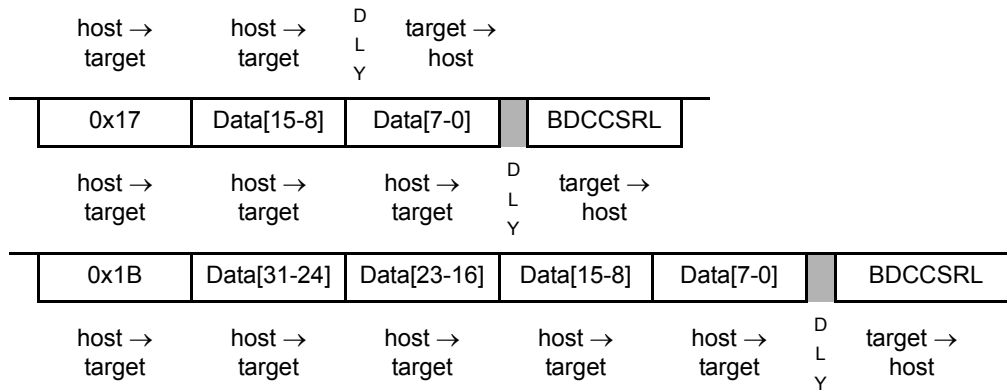 host → host → D target →
target target L host
Y
0x17 Data[15-8] Data[7-0] BDCCSRL
host → host → host → D target →
target target target L host
Y
0x1B Data[31-24] Data[23-16] Data[15-8] Data[7-0] BDCCSRL
host → host → host → host → host → D target →
target target target target target L host
Y